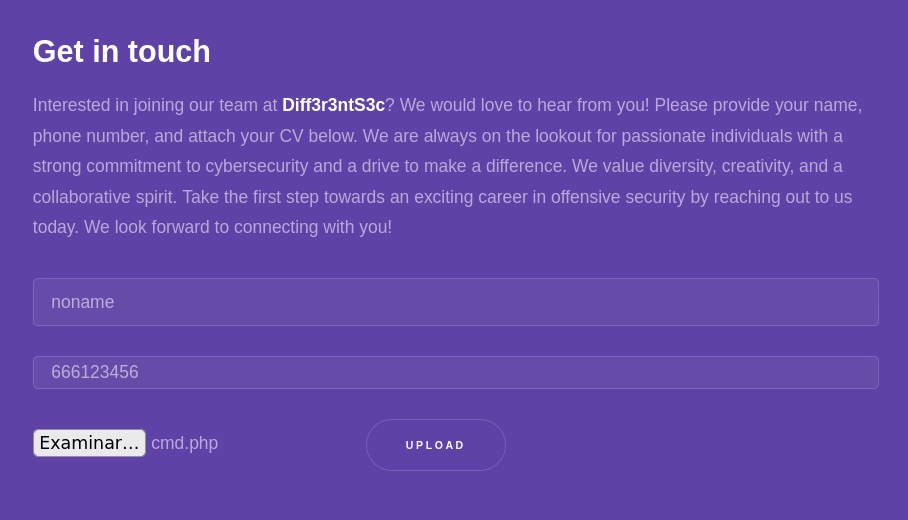 Get in touch
Interested in joining our team at Diff3r3ntS3c? We would love to hear from you! Please provide your name,
phone number, and attach your CV below. We are always on the lookout for passionate individuals with a
strong commitment to cybersecurity and a drive to make a difference. We value diversity, creativity, and a
collaborative spirit. Take the first step towards an exciting career in offensive security by reaching out to us
today. We look forward to connecting with you!
noname
666123456
Examinar... cmd.php
UPLOAD